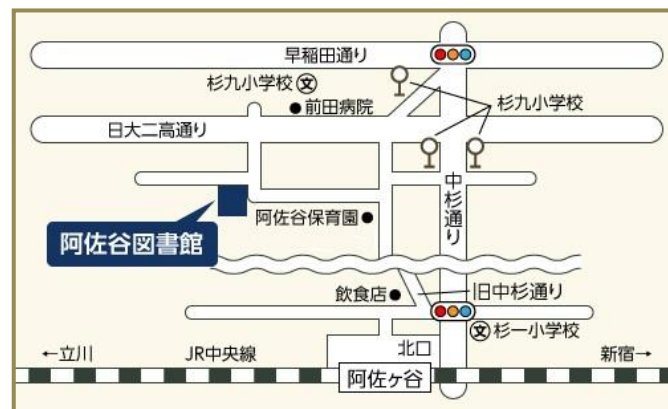 早稲田通り
杉九小学校 文
前田病院
杉九小学校
日大二高通り
中杉通り
阿佐谷保育園
阿佐谷図書館
飲食店
旧中杉通り
文 杉一小学校
←立川
JR中央線
北口
新宿→
阿佐ヶ谷